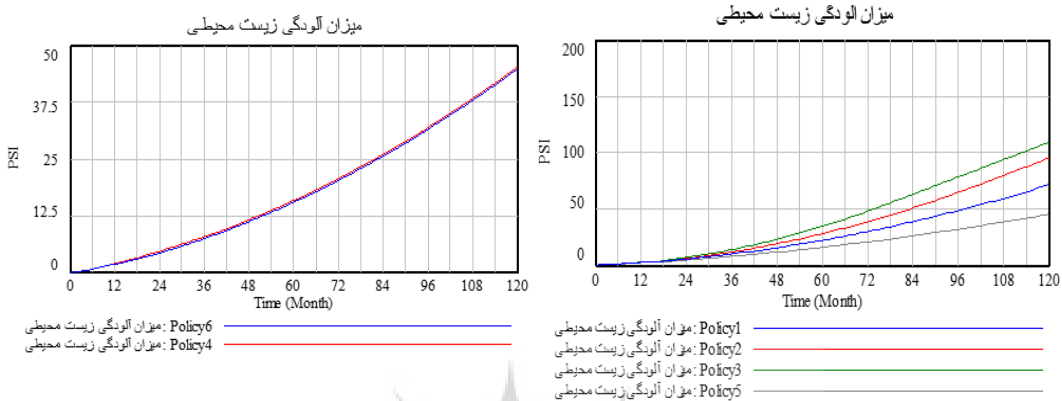 میزان آلودگی زیست محیطی
50
37.5
25
12.5
0
PSI
0 12 24 36 48 60 72 84 96 108 120
Time (Month)
میزان آلودگی زیست محیطی : Policy6
میزان آلودگی زیست محیطی : Policy4
میزان الودگی زیست محیطی
200
150
100
50
0
PSI
0 12 24 36 48 60 72 84 96 108 120
Time (Month)
میزان آلودگی زیست محیطی : Policy1
میزان آلودگی زیست محیطی : Policy2
میزان آلودگی زیست محیطی : Policy3
میزان آلودگی زیست محیطی : Policy5